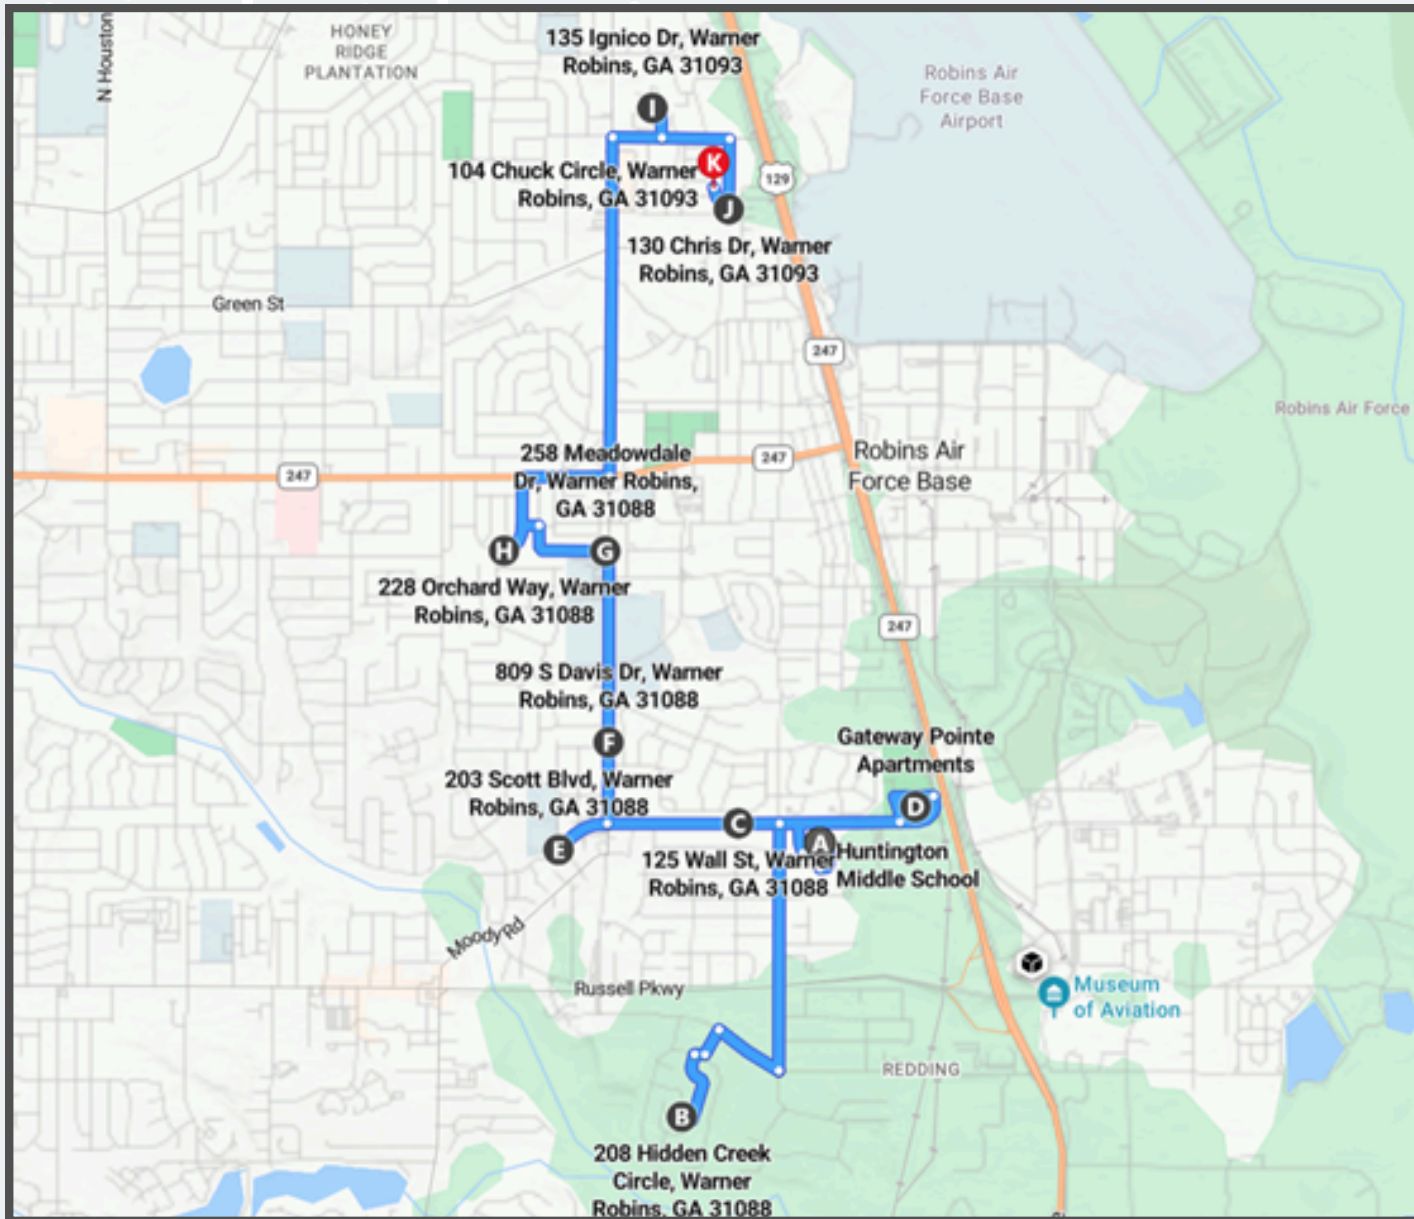 N Houston
HONEY
RIDGE
PLANTATION
135 Ignico Dr, Warner
Robins, GA 31093
I
Robins Air
Force Base
Airport
K
104 Chuck Circle, Warner
Robins, GA 31093
129
J
130 Chris Dr, Warner
Robins, GA 31093
Green St
247
Robins Air Force
258 Meadowdale
Dr, Warner Robins,
GA 31088
247
247
Robins Air
Force Base
H
G
228 Orchard Way, Warner
Robins, GA 31088
247
809 S Davis Dr, Warner
Robins, GA 31088
F
Gateway Pointe
Apartments
203 Scott Blvd, Warner
Robins, GA 31088
D
C
E
A
125 Wall St, Warner
Robins, GA 31088
Huntington
Middle School
Moody Rd
Russell Pkwy
Museum
of Aviation
REDDING
B
208 Hidden Creek
Circle, Warner
Robins, GA 31088